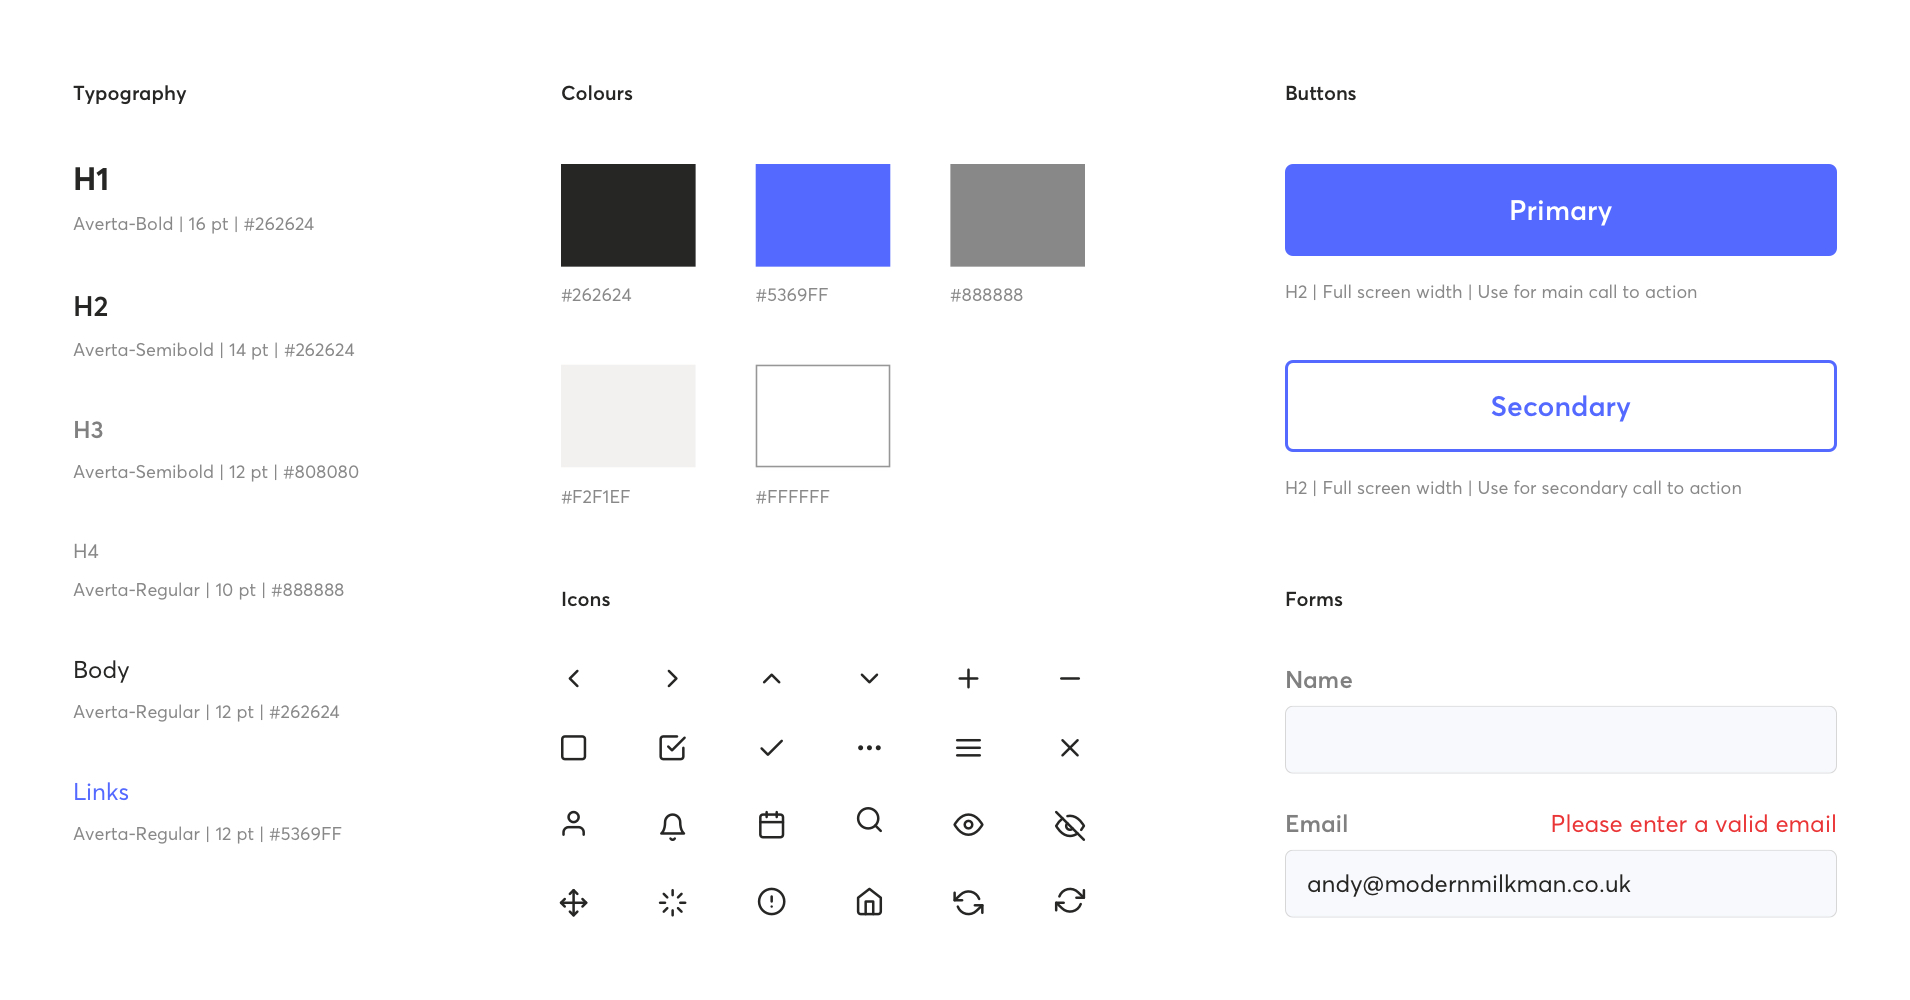 Typography
H1
Averta-Bold | 16 pt | #262624
H2
Averta-Semibold | 14 pt | #262624
H3
Averta-Semibold | 12 pt | #808080
H4
Averta-Regular | 10 pt | #888888
Body
Averta-Regular | 12 pt | #262624
Links
Averta-Regular | 12 pt | #5369FF
Colours
#262624
#5369FF
#888888
#F2F1EF
#FFFFFF
Icons
Buttons
Primary
H2 | Full screen width | Use for main call to action
Secondary
H2 | Full screen width | Use for secondary call to action
Forms
Name
Email
Please enter a valid email
andy@modernmilkman.co.uk